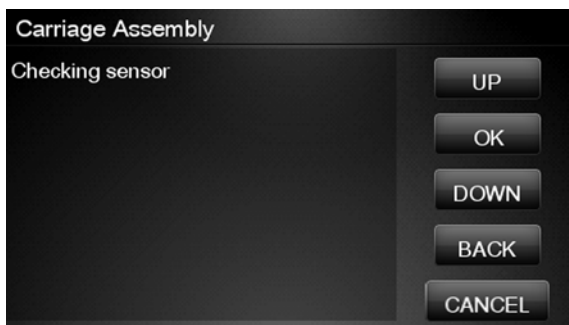 Carriage Assembly
Checking sensor
UP
OK
DOWN
BACK
CANCEL